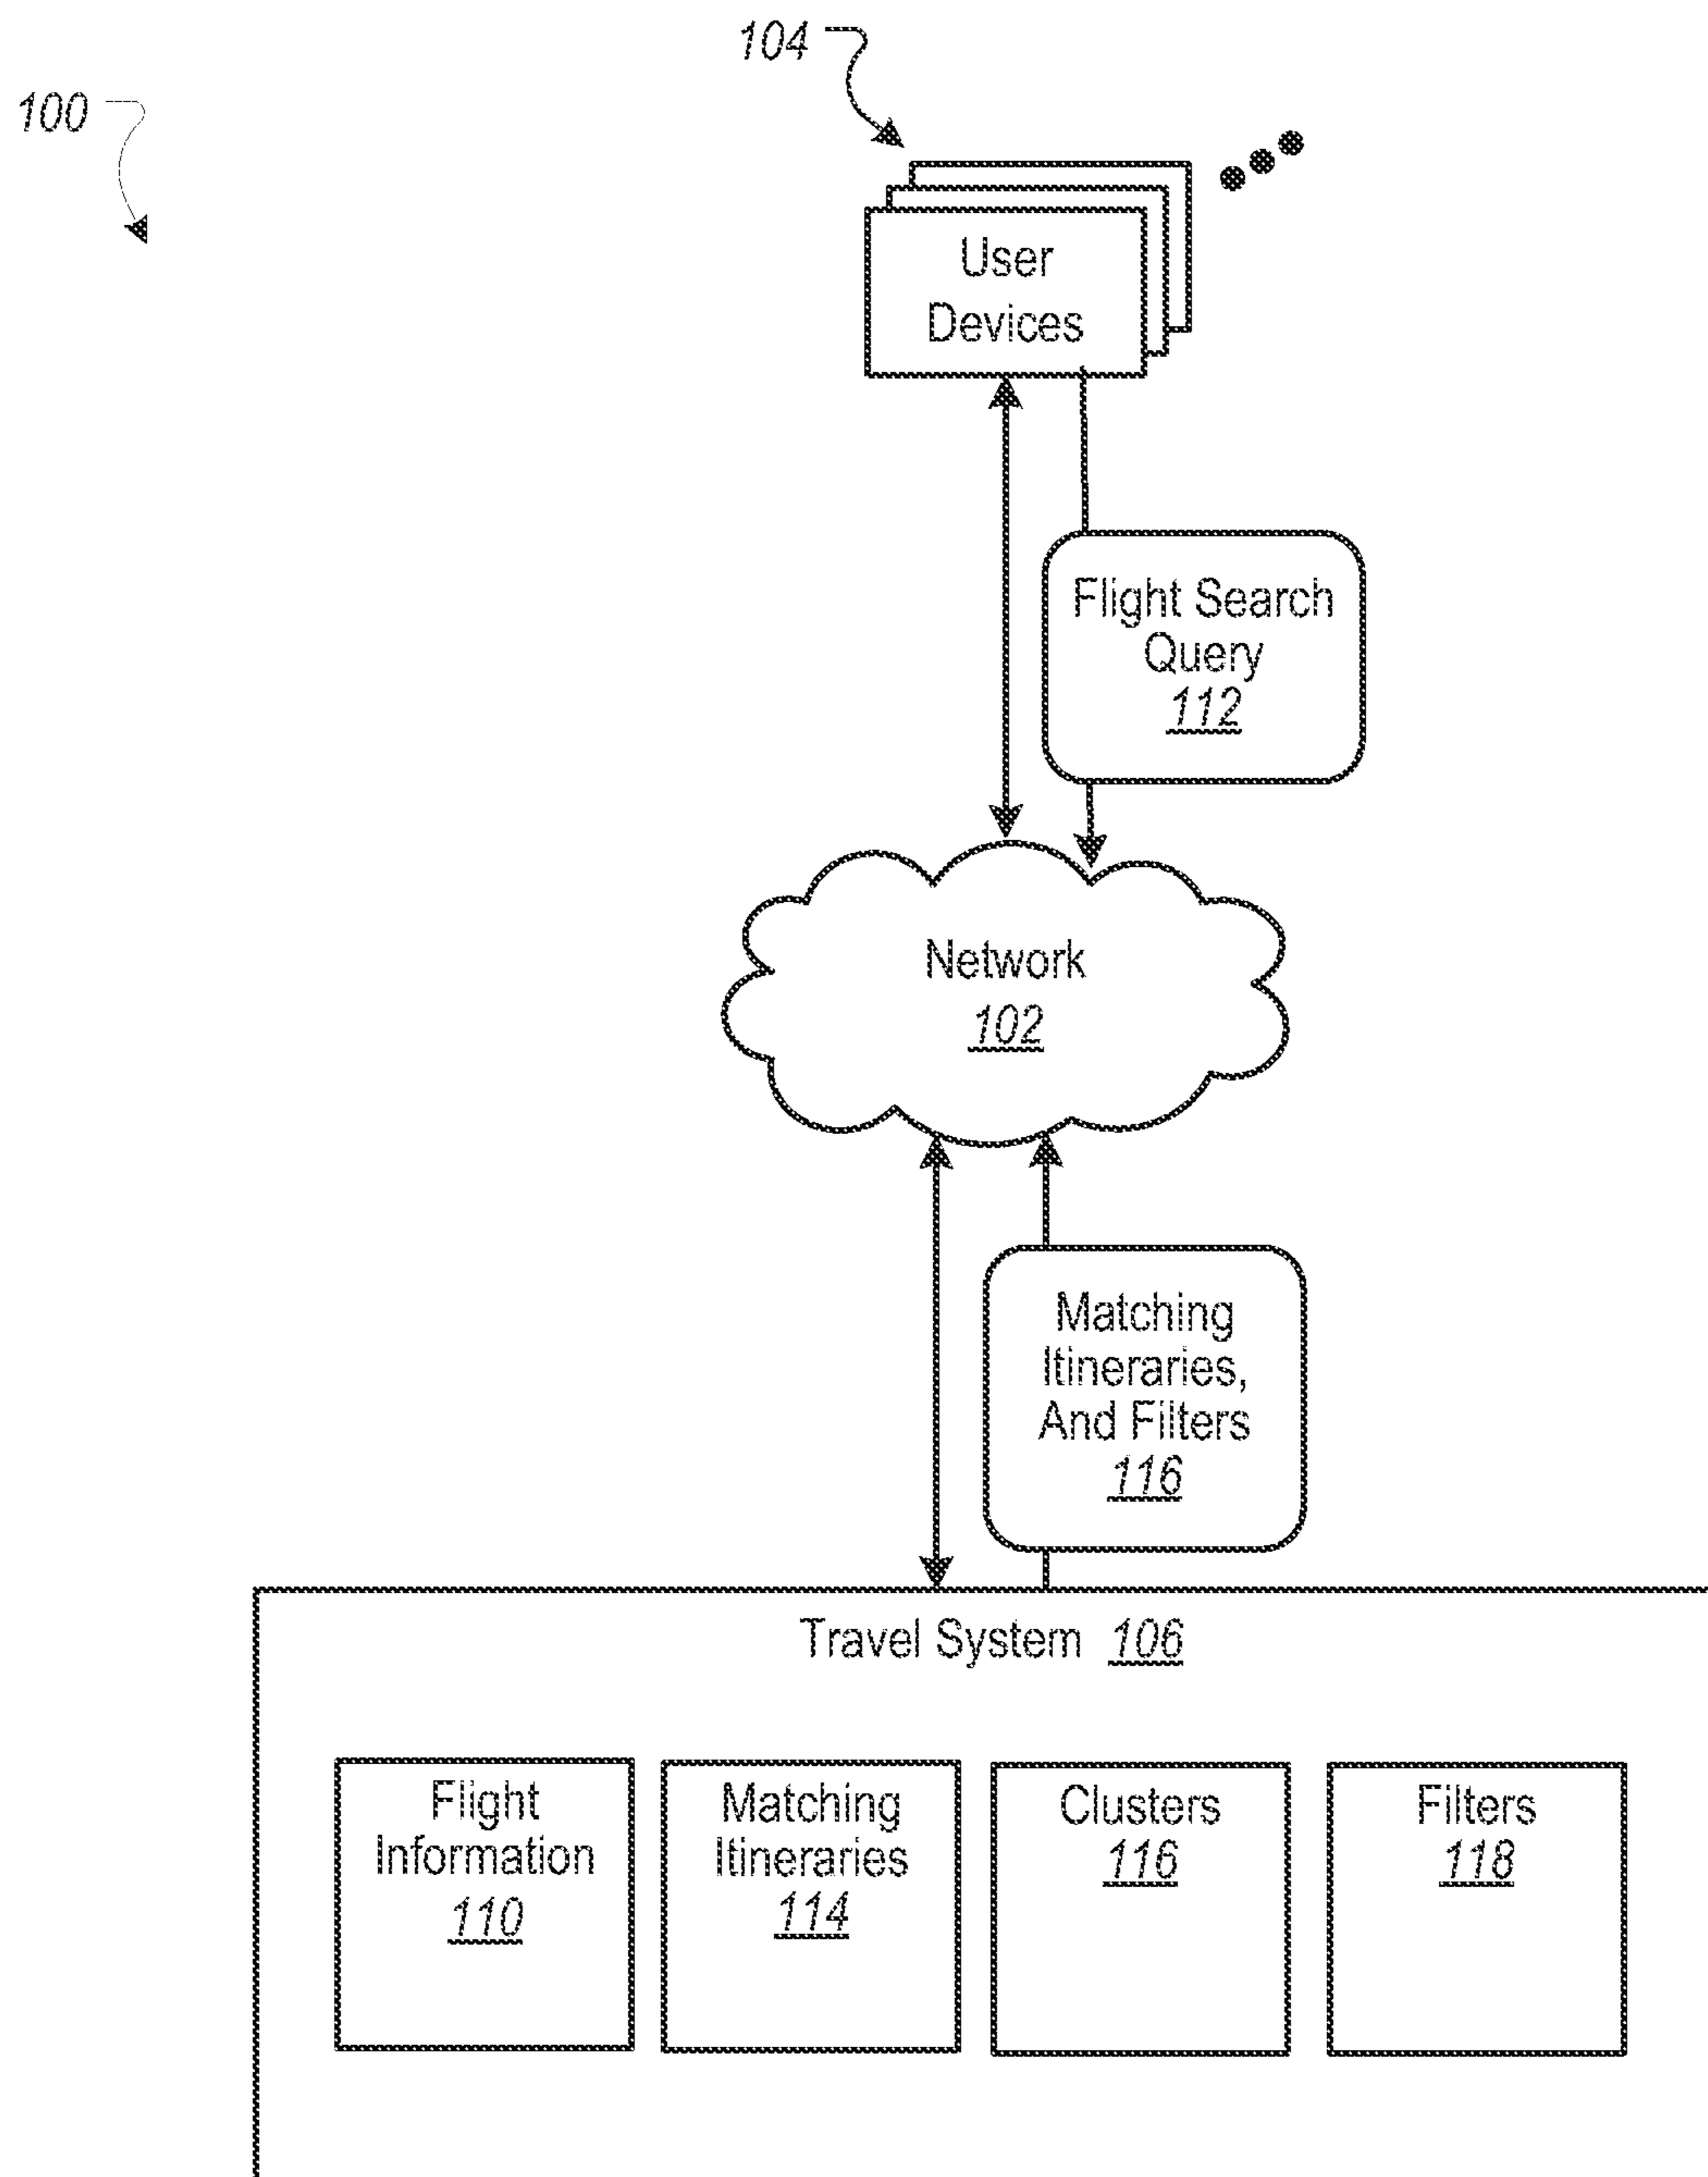 104
100
User
Devices
Flight Search
Query
112
Network
102
Matching
Itineraries,
And Filters
116
Travel System 106
Flight
Information
110
Matching
Itineraries
114
Clusters
116
Filters
118